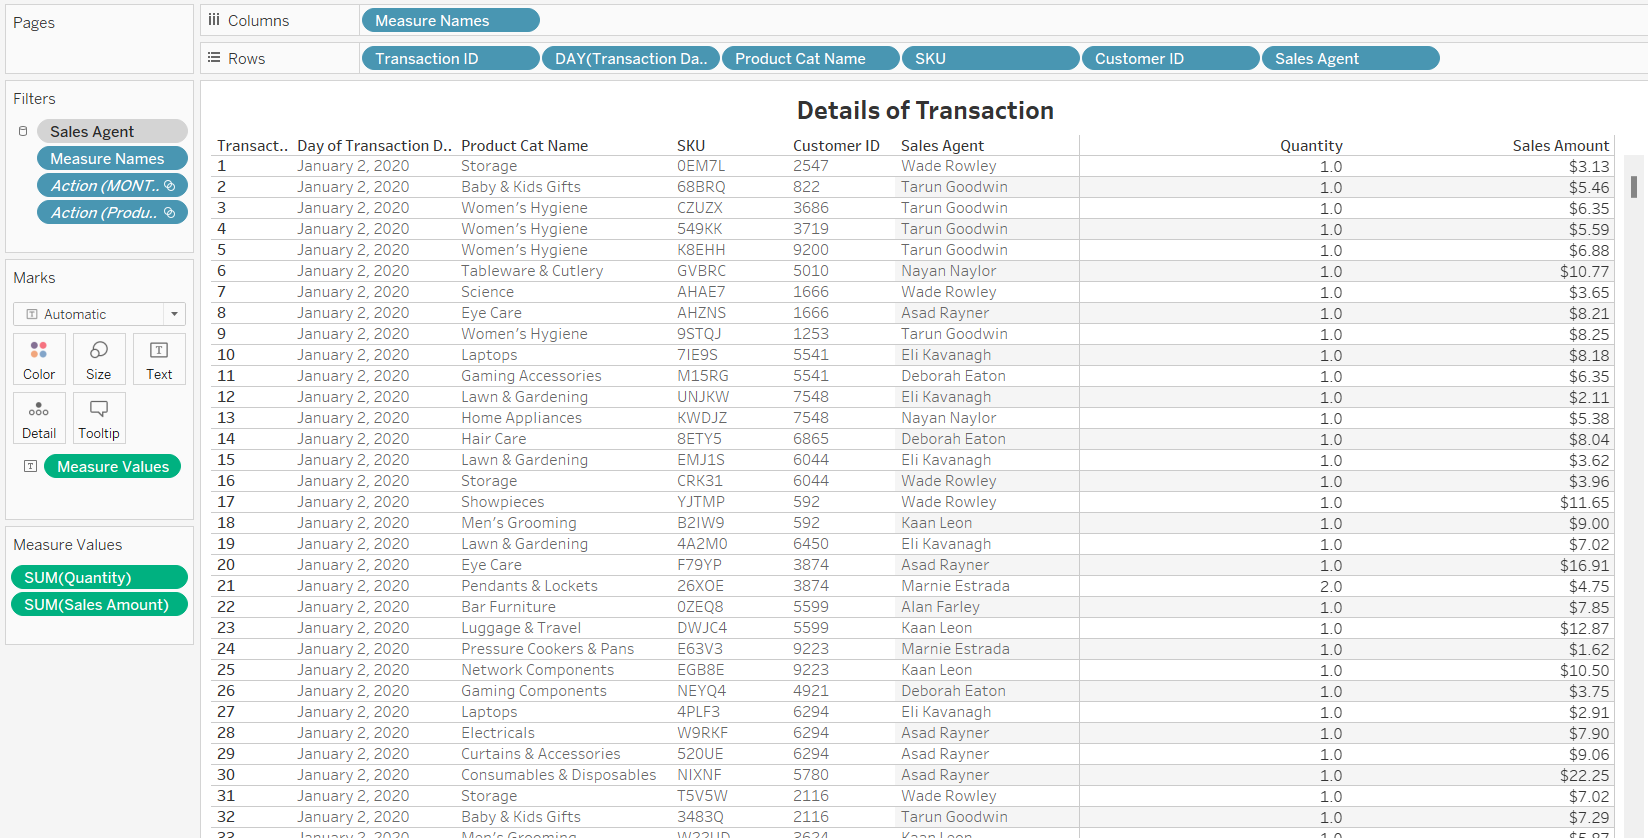 Pages
Columns
Measure Names
Rows
Transaction ID
DAY(Transaction Da..
Product Cat Name
SKU
Customer ID
Sales Agent
Filters
Sales Agent
Measure Names
Action (MONT..
Action (Produ..
Marks
Automatic
Color
Size
Text
Detail
Tooltip
Measure Values
Measure Values
SUM(Quantity)
SUM(Sales Amount)
Details of Transaction
Transact.. Day of Transaction D.. Product Cat Name SKU Customer ID Sales Agent Quantity Sales Amount
1 January 2, 2020 Storage 0EM7L 2547 Wade Rowley 1.0 $3.13
2 January 2, 2020 Baby & Kids Gifts 68BRQ 822 Tarun Goodwin 1.0 $5.46
3 January 2, 2020 Women's Hygiene CZUZX 3686 Tarun Goodwin 1.0 $6.35
4 January 2, 2020 Women's Hygiene 549KK 3719 Tarun Goodwin 1.0 $5.59
5 January 2, 2020 Women's Hygiene K8EHH 9200 Tarun Goodwin 1.0 $6.88
6 January 2, 2020 Tableware & Cutlery GVBRC 5010 Nayan Naylor 1.0 $10.77
7 January 2, 2020 Science AHAE7 1666 Wade Rowley 1.0 $3.65
8 January 2, 2020 Eye Care AHZNS 1666 Asad Rayner 1.0 $8.21
9 January 2, 2020 Women's Hygiene 9STQJ 1253 Tarun Goodwin 1.0 $8.25
10 January 2, 2020 Laptops 7IE9S 5541 Eli Kavanagh 1.0 $8.18
11 January 2, 2020 Gaming Accessories M15RG 5541 Deborah Eaton 1.0 $6.35
12 January 2, 2020 Lawn & Gardening UNJKW 7548 Eli Kavanagh 1.0 $2.11
13 January 2, 2020 Home Appliances KWDJZ 7548 Nayan Naylor 1.0 $5.38
14 January 2, 2020 Hair Care 8ETY5 6865 Deborah Eaton 1.0 $8.04
15 January 2, 2020 Lawn & Gardening EMJ1S 6044 Eli Kavanagh 1.0 $3.62
16 January 2, 2020 Storage CRK31 6044 Wade Rowley 1.0 $3.96
17 January 2, 2020 Showpieces YJTMP 592 Wade Rowley 1.0 $11.65
18 January 2, 2020 Men's Grooming B2IW9 592 Kaan Leon 1.0 $9.00
19 January 2, 2020 Lawn & Gardening 4A2M0 6450 Eli Kavanagh 1.0 $7.02
20 January 2, 2020 Eye Care F79YP 3874 Asad Rayner 1.0 $16.91
21 January 2, 2020 Pendants & Lockets 26XOE 3874 Marnie Estrada 2.0 $4.75
22 January 2, 2020 Bar Furniture 0ZEQ8 5599 Alan Farley 1.0 $7.85
23 January 2, 2020 Luggage & Travel DWJC4 5599 Kaan Leon 1.0 $12.87
24 January 2, 2020 Pressure Cookers & Pans E63V3 9223 Marnie Estrada 1.0 $1.62
25 January 2, 2020 Network Components EGB8E 9223 Kaan Leon 1.0 $10.50
26 January 2, 2020 Gaming Components NEYQ4 4921 Deborah Eaton 1.0 $3.75
27 January 2, 2020 Laptops 4PLF3 6294 Eli Kavanagh 1.0 $2.91
28 January 2, 2020 Electricals W9RKF 6294 Asad Rayner 1.0 $7.90
29 January 2, 2020 Curtains & Accessories 520UE 6294 Asad Rayner 1.0 $9.06
30 January 2, 2020 Consumables & Disposables NIXNF 5780 Asad Rayner 1.0 $22.25
31 January 2, 2020 Storage T5V5W 2116 Wade Rowley 1.0 $7.02
32 January 2, 2020 Baby & Kids Gifts 3483Q 2116 Tarun Goodwin 1.0 $7.29